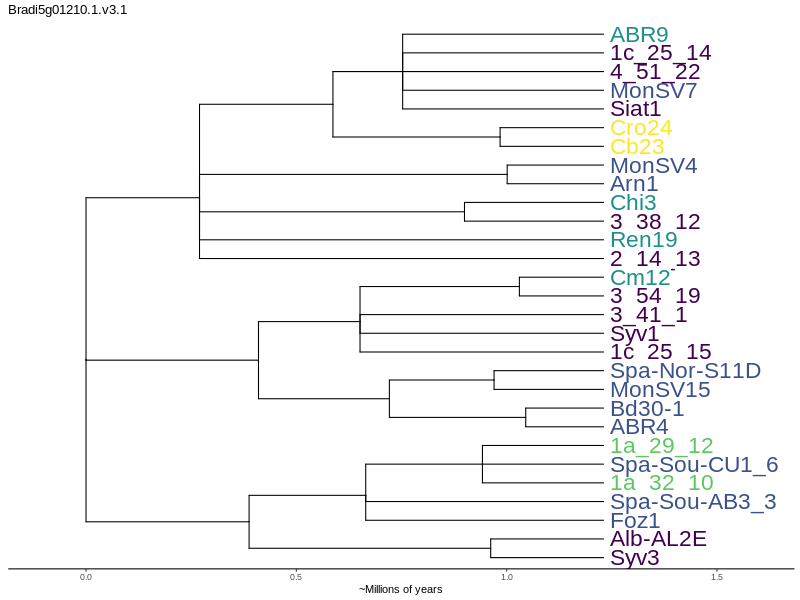 Bradi5g01210.1.v3.1
ABR9
1c_25_14
4_51_22
MonSV7
Siat1
Cro24
Cb23
MonSV4
Arn1
Chi3
3_38_12
Ren19
2_14_13
Cm12
3_54_19
3_41_1
Syv1
1c_25_15
Spa-Nor-S11D
MonSV15
Bd30-1
ABR4
1a_29_12
Spa-Sou-CU1_6
1a_32_10
Spa-Sou-AB3_3
Foz1
Alb-AL2E
Syv3
0.0 0.5 1.0 1.5
~Millions of years